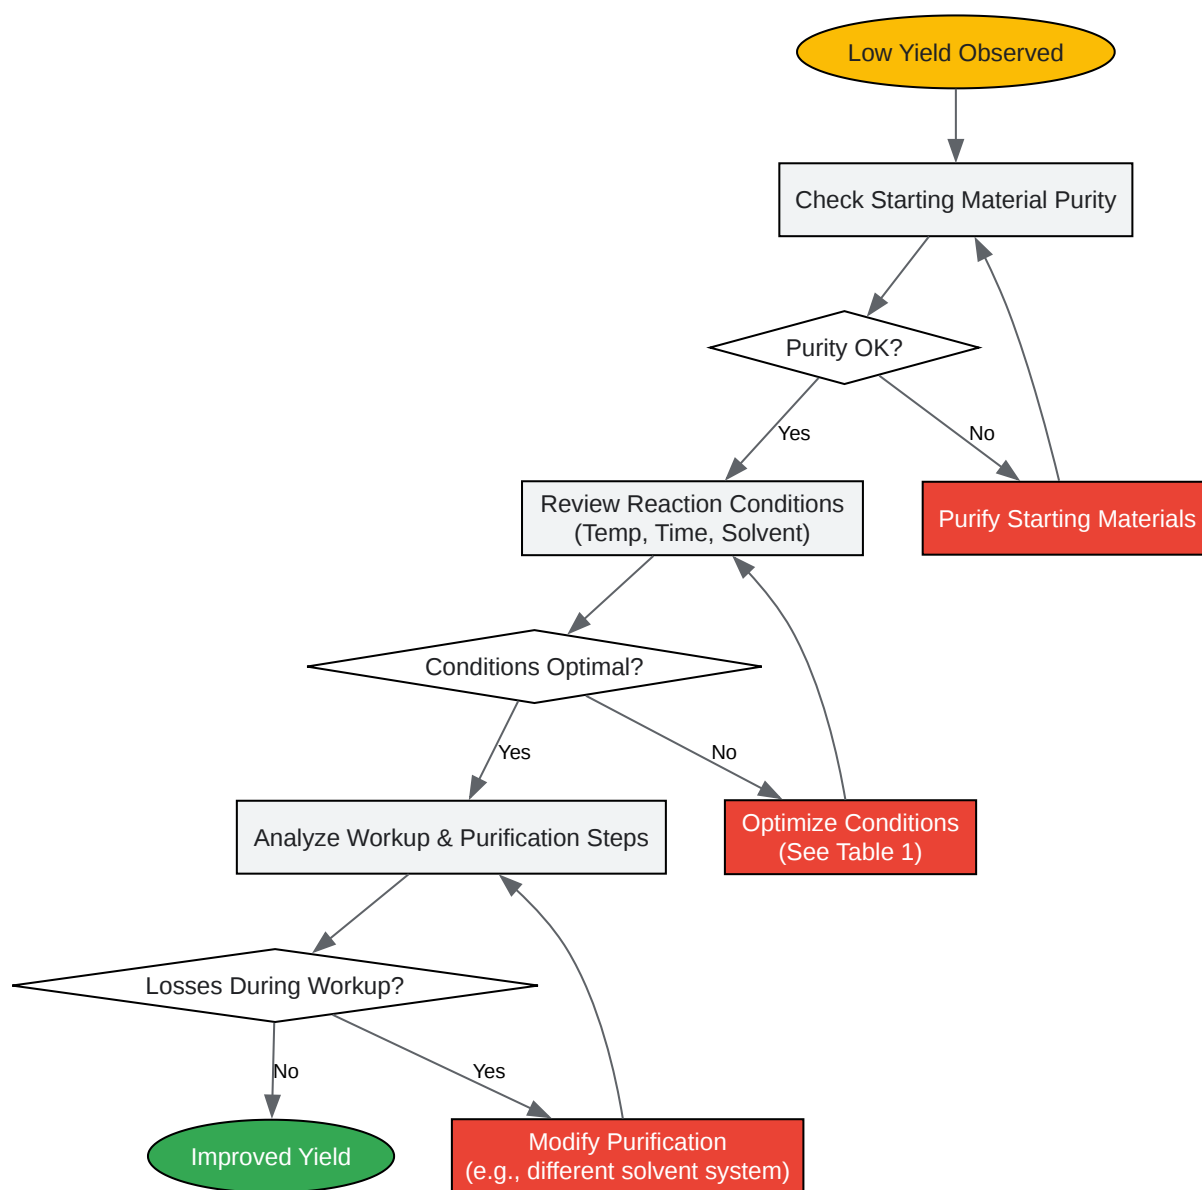 Low Yield Observed
Check Starting Material Purity
Purity OK?
Yes
No
Review Reaction Conditions
(Temp, Time, Solvent)
Purify Starting Materials
Conditions Optimal?
Yes
No
Analyze Workup & Purification Steps
Optimize Conditions
(See Table 1)
Losses During Workup?
No
Yes
Improved Yield
Modify Purification
(e.g., different solvent system)